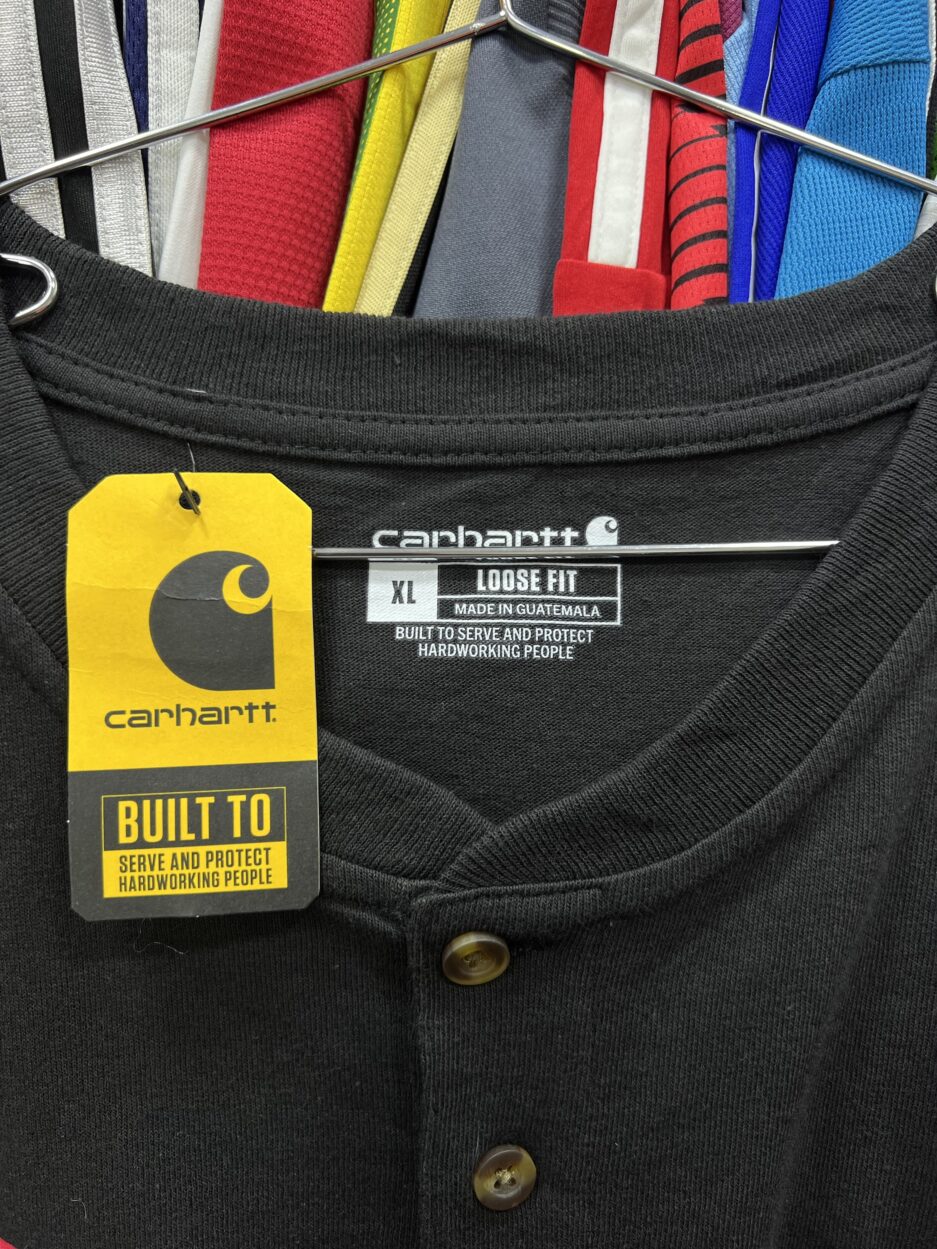 carhartt
XL
LOOSE FIT
MADE IN GUATEMALA
BUILT TO SERVE AND PROTECT
HARDWORKING PEOPLE
carhartt
BUILT TO
SERVE AND PROTECT
HARDWORKING PEOPLE